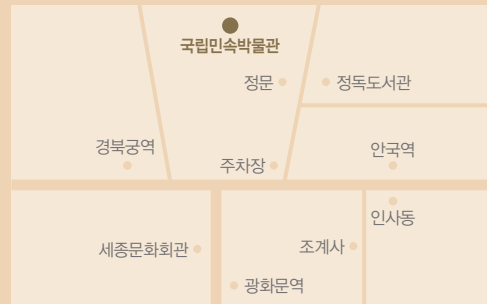 국립민속박물관
정문
정독도서관
경북궁역
주차장
안국역
인사동
세종문화회관
조계사
광화문역